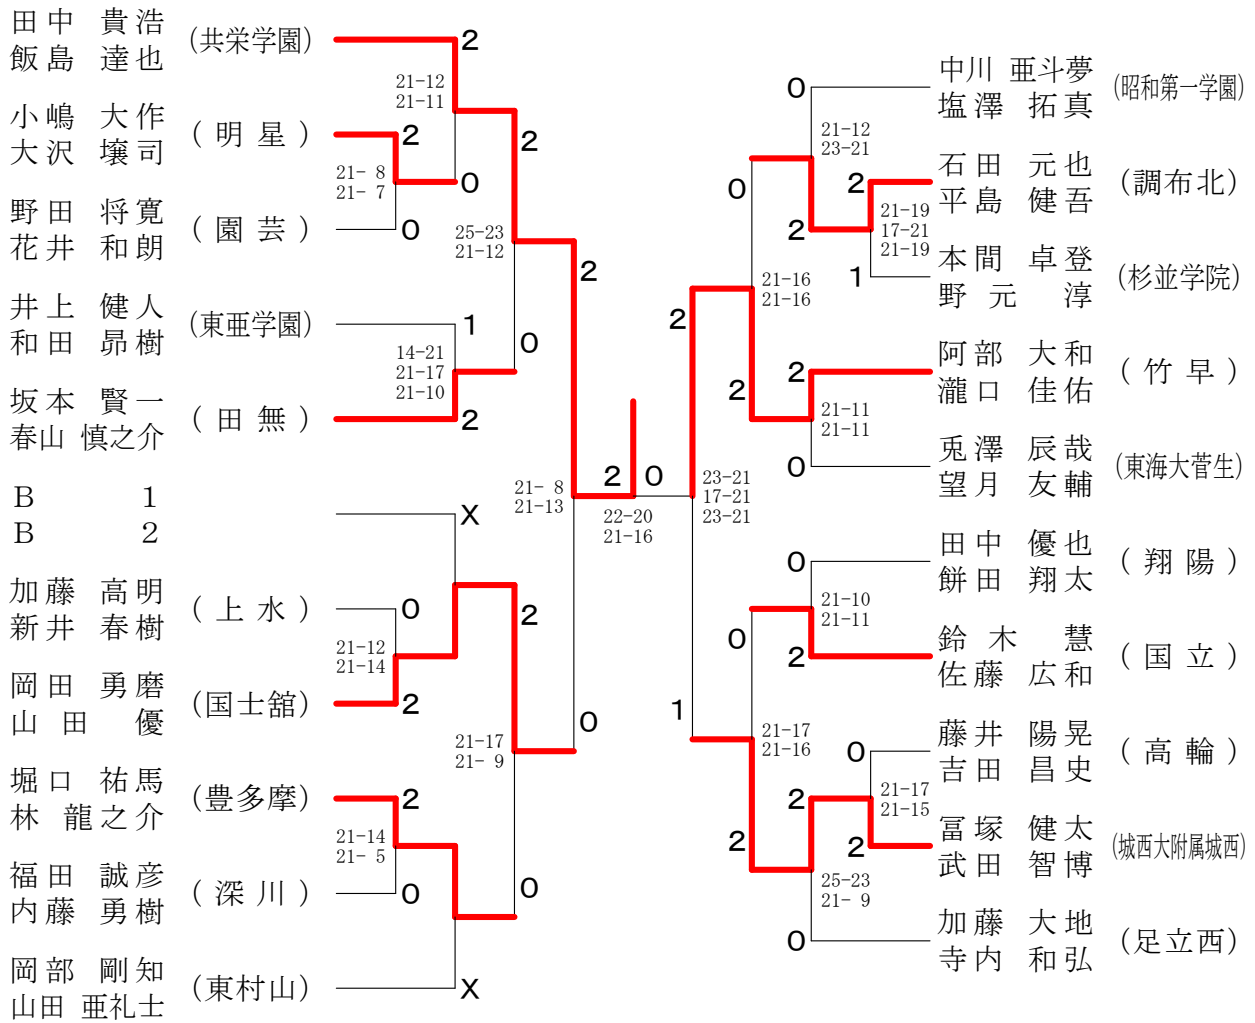 田中 貴浩
飯島 達也
(共栄学園)
2
21-12
21-11
小嶋 大作
大沢 壌司
(明星)
2
2
21- 8
21- 7
0
野田 将寛
花井 和朗
(園芸)
0
25-23
21-12
2
井上 健人
和田 昻樹
(東亜学園)
1
0
14-21
21-17
21-10
坂本 賢一
春山 慎之介
(田無)
2
B 1
B 2
X
21- 8
21-13
2
0
22-20
21-16
加藤 高明
新井 春樹
(上水)
0
2
21-12
21-14
岡田 勇磨
山田 優
(国士舘)
2
0
21-17
21- 9
堀口 祐馬
林 龍之介
(豊多摩)
2
21-14
21- 5
福田 誠彦
内藤 勇樹
(深川)
0
0
岡部 剛知
山田 亜礼士
(東村山)
X
0
中川 亜斗夢
塩澤 拓真
(昭和第一学園)
21-12
23-21
0
2
石田 元也
平島 健吾
(調布北)
21-19
17-21
21-19
2
1
本間 卓登
野元 淳
(杉並学院)
21-16
21-16
2
2
阿部 大和
瀧口 佳佑
(竹早)
2
21-11
21-11
0
兎澤 辰哉
望月 友輔
(東海大菅生)
23-21
17-21
23-21
0
田中 優也
餅田 翔太
(翔陽)
21-10
21-11
0
2
鈴木 慧
佐藤 広和
(国立)
1
21-17
21-16
0
藤井 陽晃
吉田 昌史
(高輪)
21-17
21-15
2
2
2
冨塚 健太
武田 智博
(城西大附属城西)
25-23
21- 9
0
加藤 大地
寺内 和弘
(足立西)